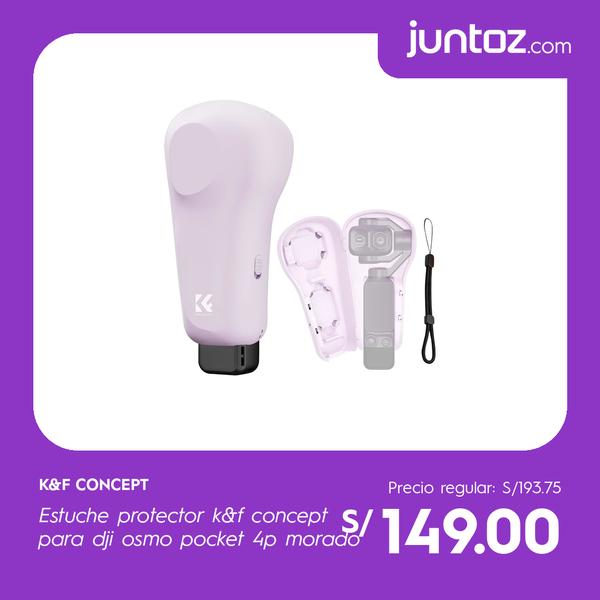 juntoz.com
K&F CONCEPT
Precio regular: S/193.75
Estuche protector k&f concept
para dji osmo pocket 4p morado
S/149.00